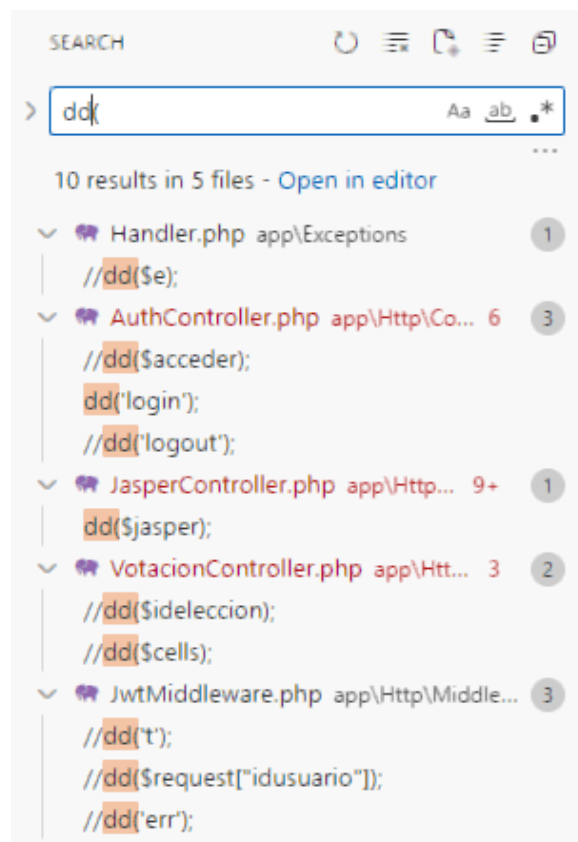 SEARCH
dd(
Aa ab .*
...
10 results in 5 files - Open in editor
Handler.php app\Exceptions 1
//dd($e);
AuthController.php app\Http\Co... 6 3
//dd($acceder);
dd('login');
//dd('logout');
JasperController.php app\Http... 9+ 1
dd($jasper);
VotacionController.php app\Htt... 3 2
//dd($ideleccion);
//dd($cells);
JwtMiddleware.php app\Http\Middle... 3
//dd('t');
//dd($request["idusuario"]);
//dd('err');